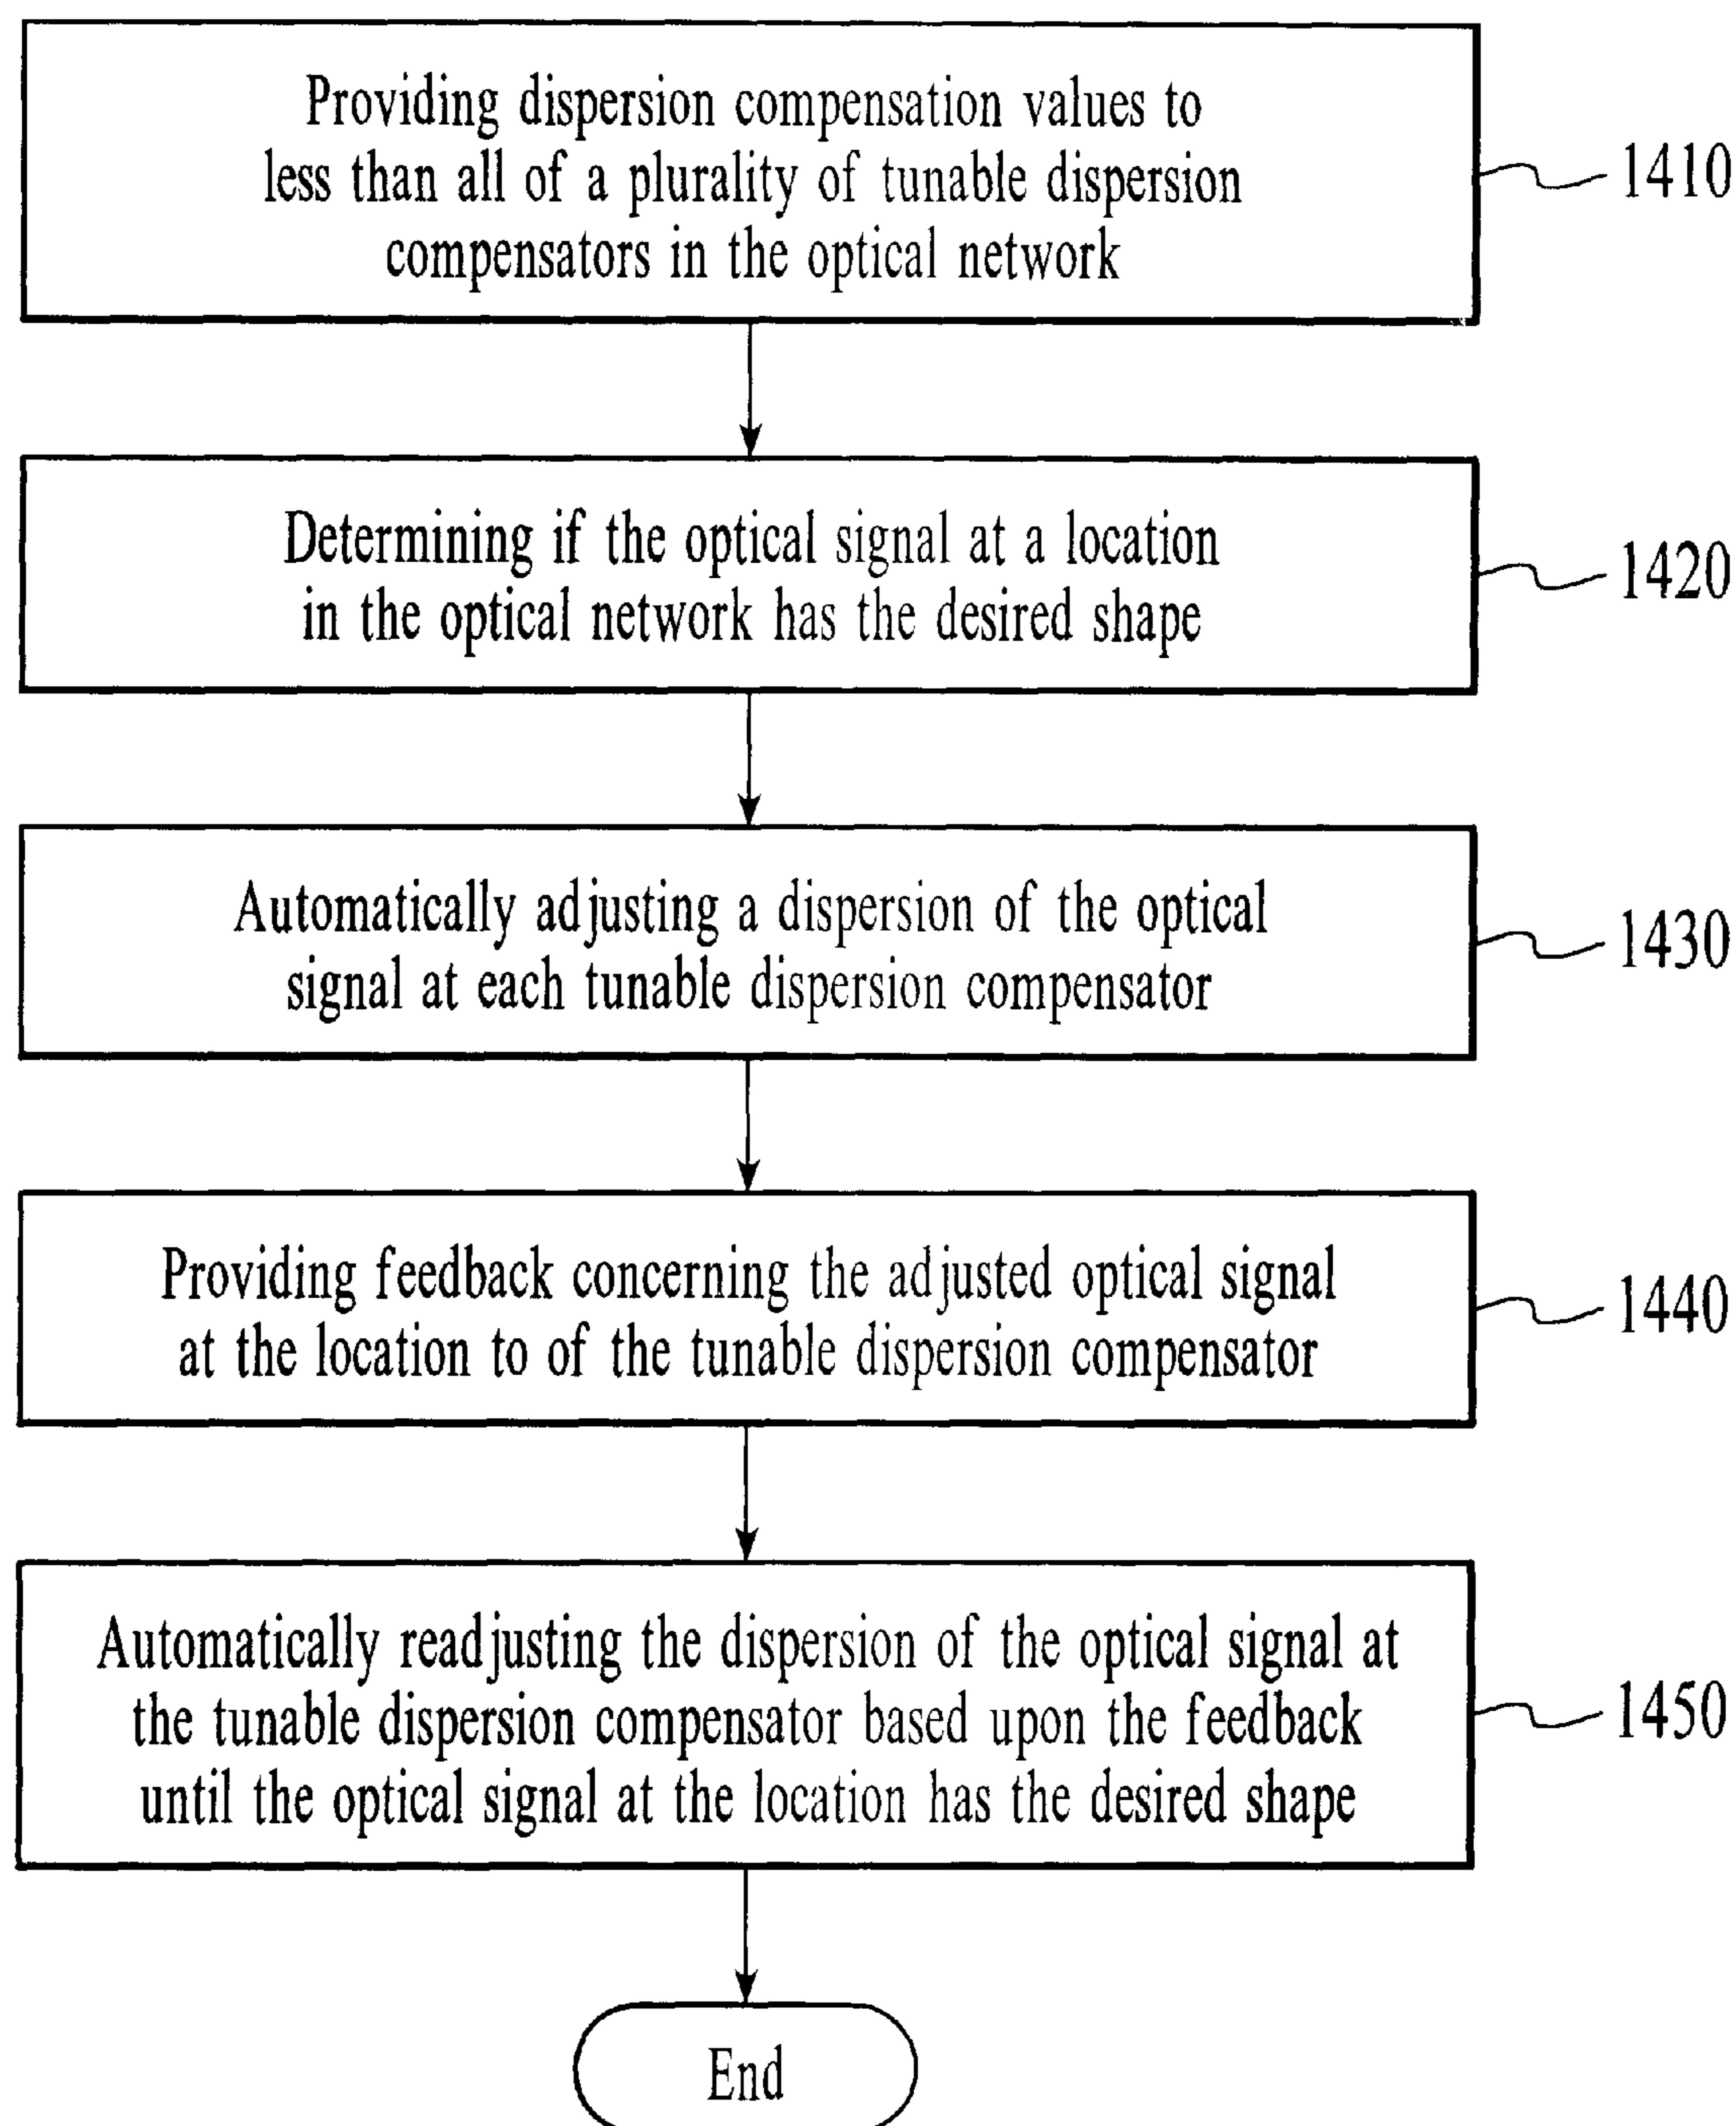 Providing dispersion compensation values to
less than all of a plurality of tunable dispersion
compensators in the optical network
1410
Determining if the optical signal at a location
in the optical network has the desired shape
1420
Automatically adjusting a dispersion of the optical
signal at each tunable dispersion compensator
1430
Providing feedback concerning the adjusted optical signal
at the location to of the tunable dispersion compensator
1440
Automatically readjusting the dispersion of the optical signal at
the tunable dispersion compensator based upon the feedback
until the optical signal at the location has the desired shape
1450
End